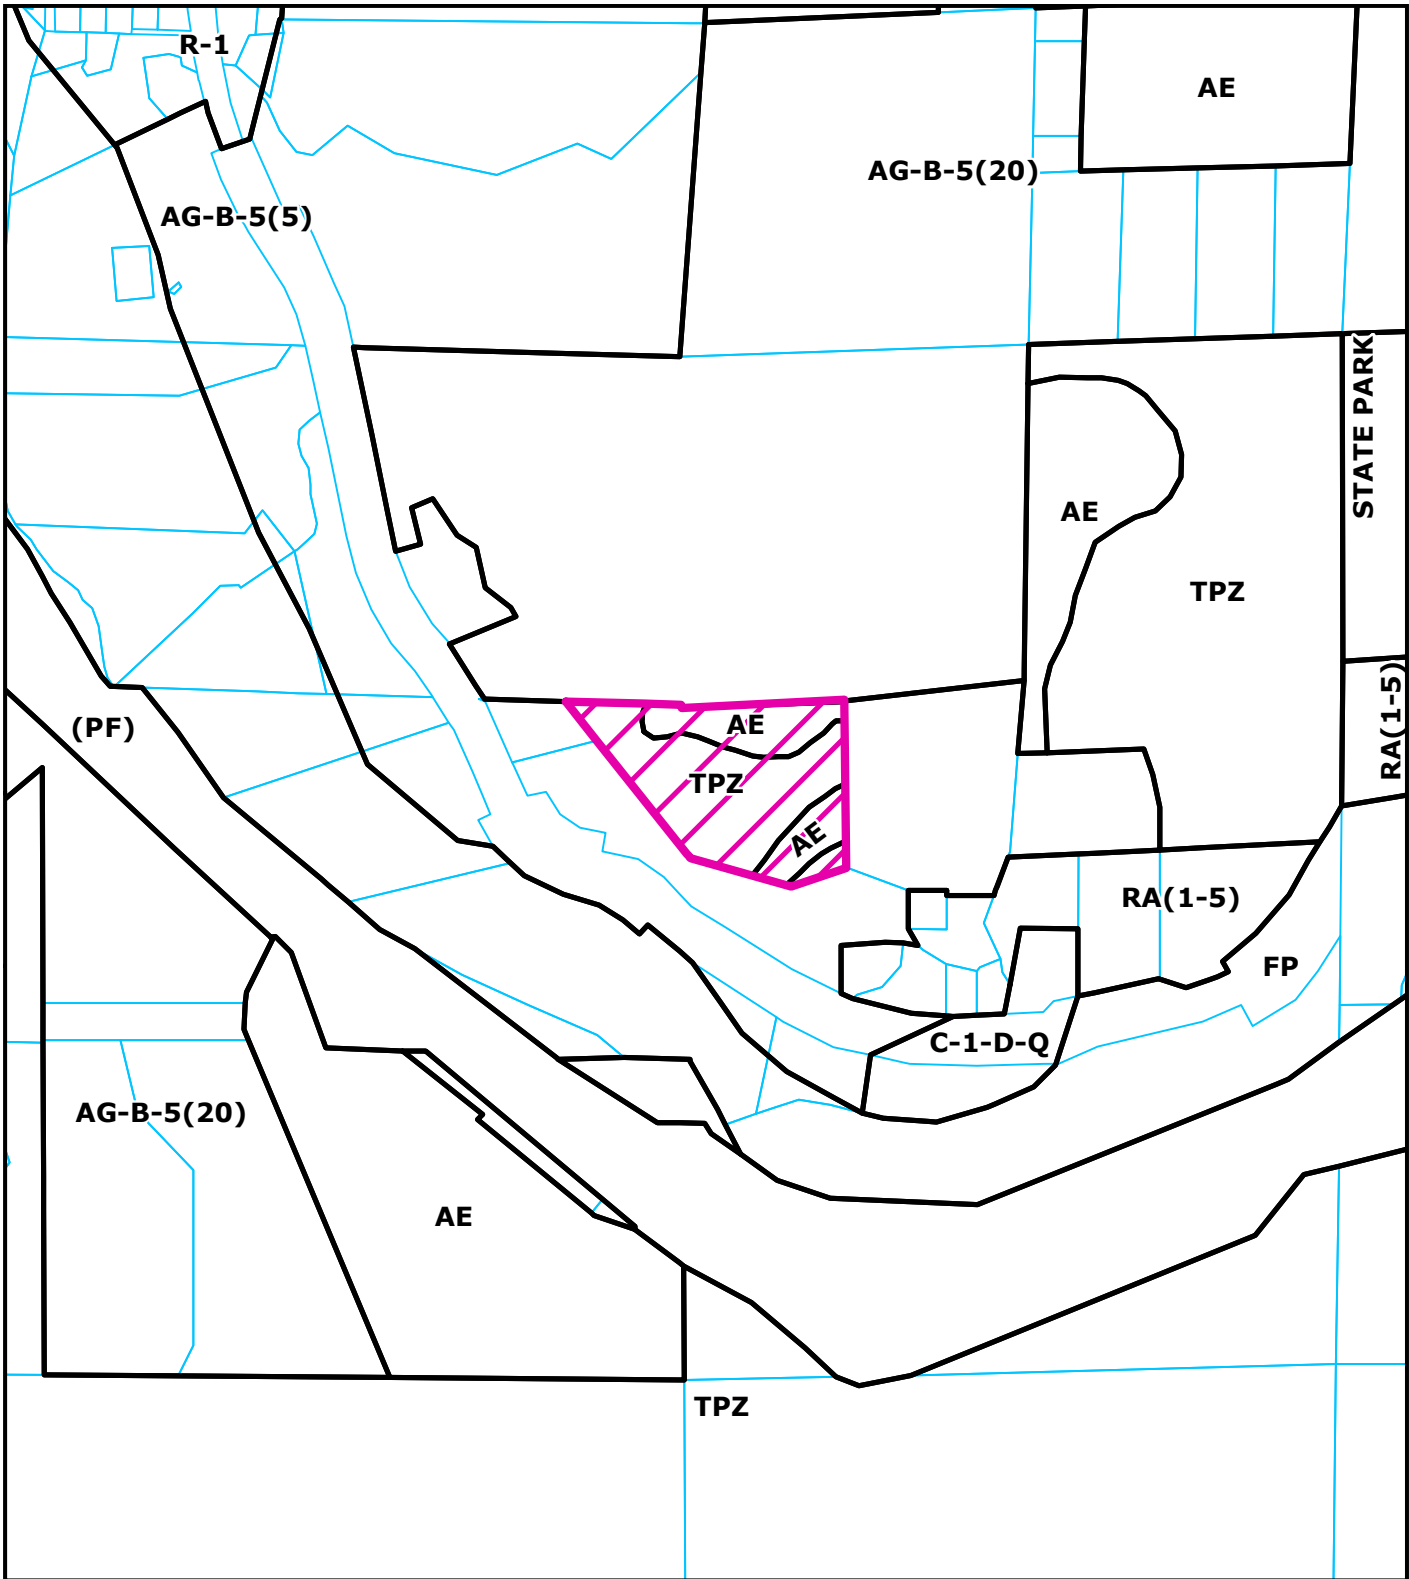 R-1
AE
AG-B-5(20)
AG-B-5(5)
STATE PARK
AE
TPZ
RA(1-5)
(PF)
AE
TPZ
AE
RA(1-5)
FP
C-1-D-Q
AG-B-5(20)
AE
TPZ